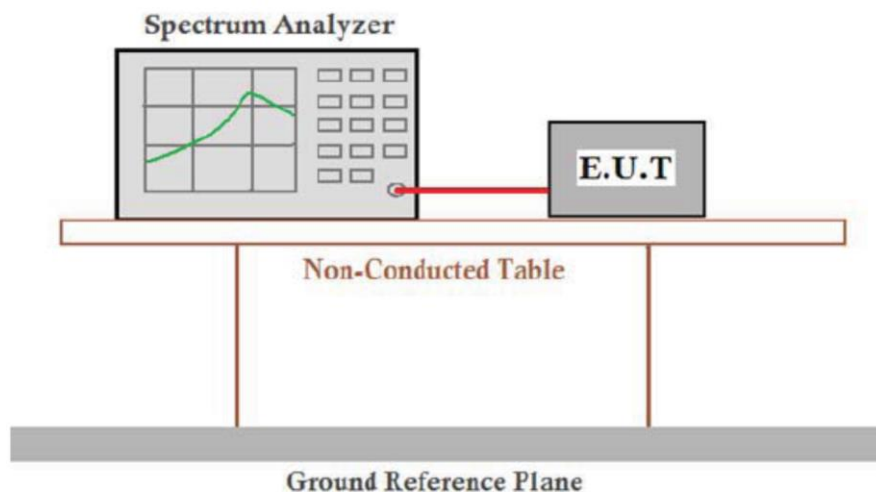 Spectrum Analyzer
E.U.T
Non-Conducted Table
Ground Reference Plane